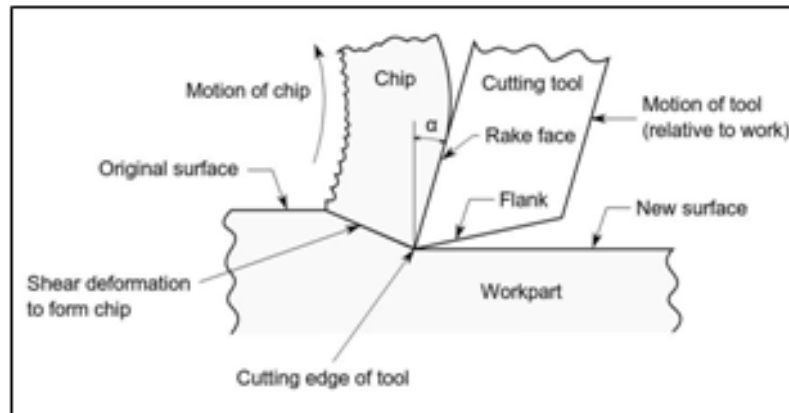 Motion of chip
Chip
Cutting tool
α
Motion of tool
(relative to work)
Rake face
Original surface
Flank
New surface
Shear deformation
to form chip
Workpart
Cutting edge of tool